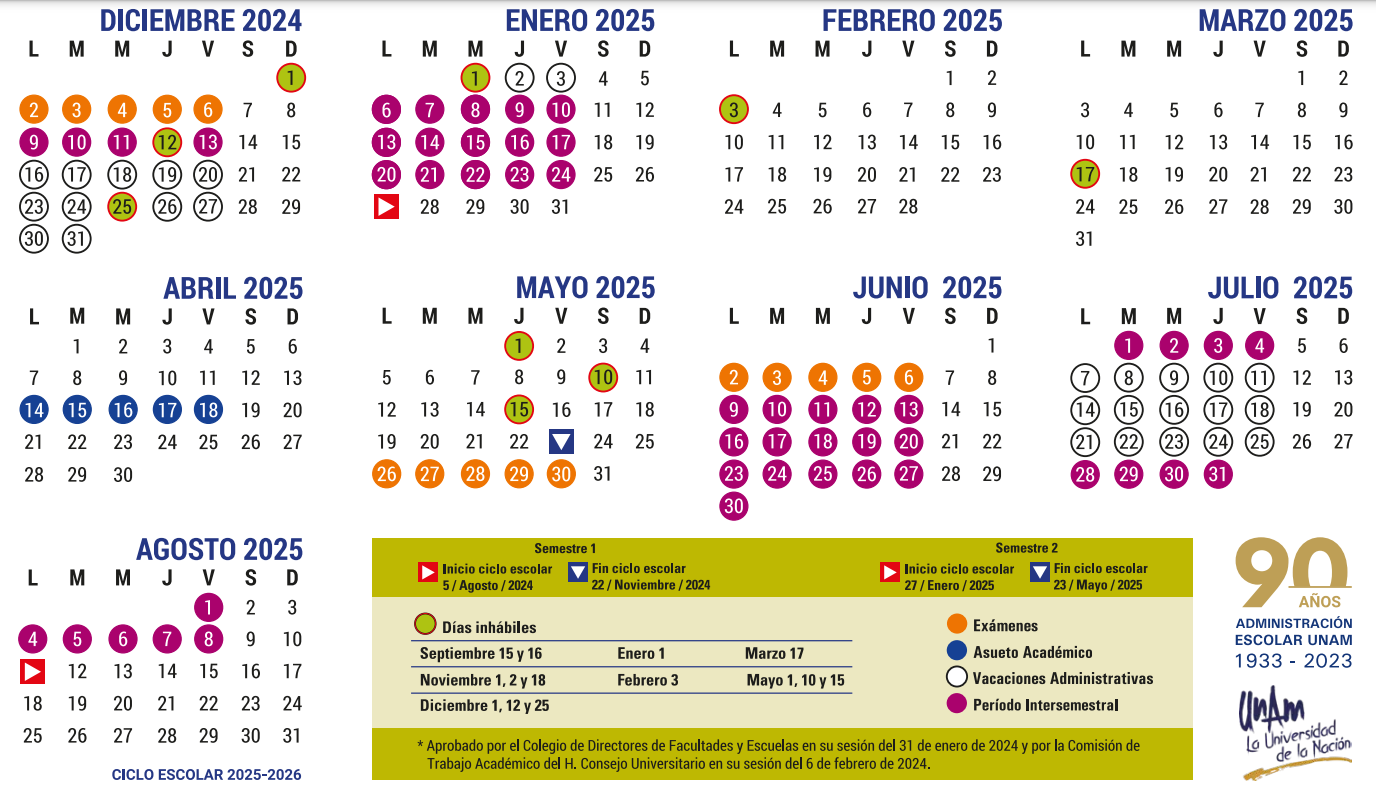 DICIEMBRE 2024
L M M J V S D
1
2 3 4 5 6 7 8
9 10 11 12 13 14 15
16 17 18 19 20 21 22
23 24 25 26 27 28 29
30 31
ENERO 2025
L M M J V S D
1 2 3 4 5
6 7 8 9 10 11 12
13 14 15 16 17 18 19
20 21 22 23 24 25 26
28 29 30 31
FEBRERO 2025
L M M J V S D
1 2
3 4 5 6 7 8 9
10 11 12 13 14 15 16
17 18 19 20 21 22 23
24 25 26 27 28
MARZO 2025
L M M J V S D
1 2
3 4 5 6 7 8 9
10 11 12 13 14 15 16
17 18 19 20 21 22 23
24 25 26 27 28 29 30
31
ABRIL 2025
L M M J V S D
1 2 3 4 5 6
7 8 9 10 11 12 13
14 15 16 17 18 19 20
21 22 23 24 25 26 27
28 29 30
MAYO 2025
L M M J V S D
1 2 3 4
5 6 7 8 9 10 11
12 13 14 15 16 17 18
19 20 21 22 24 25
26 27 28 29 30 31
JUNIO 2025
L M M J V S D
1
2 3 4 5 6 7 8
9 10 11 12 13 14 15
16 17 18 19 20 21 22
23 24 25 26 27 28 29
30
JULIO 2025
L M M J V S D
1 2 3 4 5 6
7 8 9 10 11 12 13
14 15 16 17 18 19 20
21 22 23 24 25 26 27
28 29 30 31
AGOSTO 2025
L M M J V S D
1 2 3
4 5 6 7 8 9 10
12 13 14 15 16 17
18 19 20 21 22 23 24
25 26 27 28 29 30 31
CICLO ESCOLAR 2025-2026
Semestre 1
Inicio ciclo escolar
5 / Agosto / 2024
Fin ciclo escolar
22 / Noviembre / 2024
Semestre 2
Inicio ciclo escolar
27 / Enero / 2025
Fin ciclo escolar
23 / Mayo / 2025
Días inhábiles
Septiembre 15 y 16 Enero 1 Marzo 17
Noviembre 1, 2 y 18 Febrero 3 Mayo 1, 10 y 15
Diciembre 1, 12 y 25
Exámenes
Asueto Académico
Vacaciones Administrativas
Período Intersemestral
* Aprobado por el Colegio de Directores de Facultades y Escuelas en su sesión del 31 de enero de 2024 y por la Comisión de
Trabajo Académico del H. Consejo Universitario en su sesión del 6 de febrero de 2024.
90
AÑOS
ADMINISTRACIÓN
ESCOLAR UNAM
1933 - 2023
UNAM
La Universidad
de la Nación